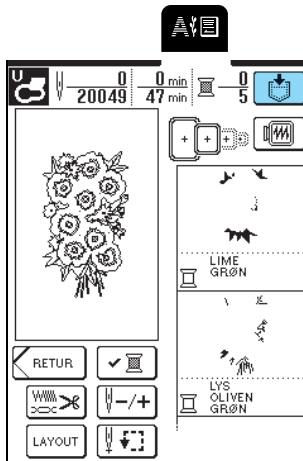 A
U
0 0 min 0
20049 47 min 5
LIME
GRØN
RETUR
LYS
OLIVEN
GRØN
-/+
LAYOUT